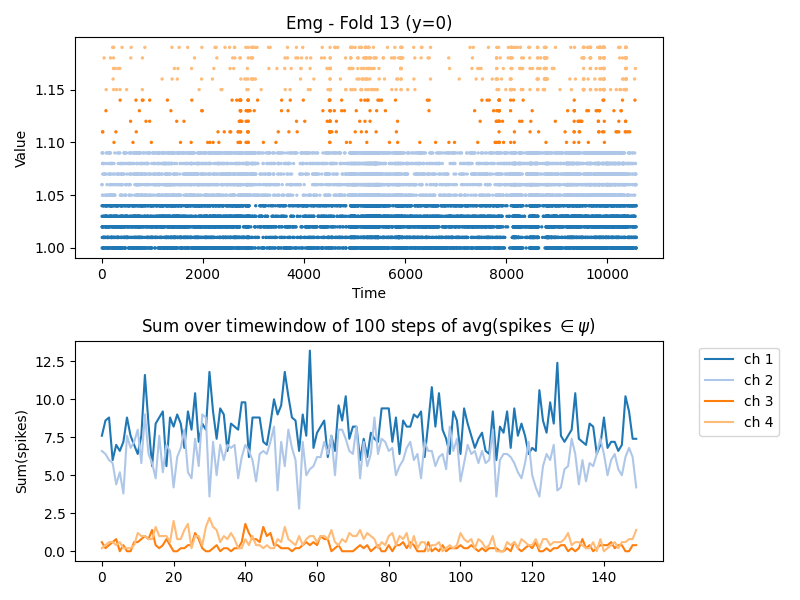 Emg - Fold 13 (y=0)
Value
1.15
1.10
1.05
1.00
0 2000 4000 6000 8000 10000
Time
Sum over timewindow of 100 steps of avg(spikes ∈ψ)
Sum(spikes)
12.5
10.0
7.5
5.0
2.5
0.0
0 20 40 60 80 100 120 140
ch 1
ch 2
ch 3
ch 4